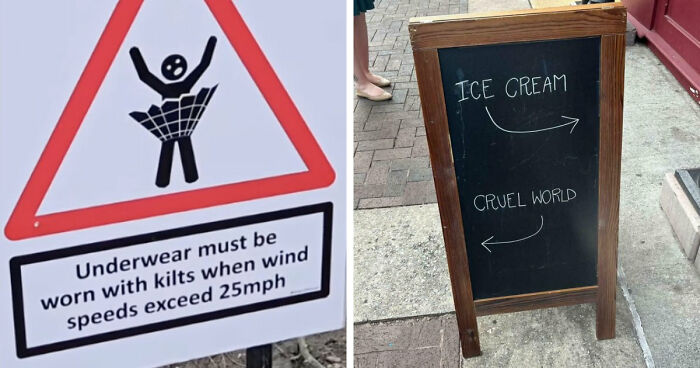 Underwear must be
worn with kilts when wind
speeds exceed 25mph
ICE CREAM
CRUEL WORLD